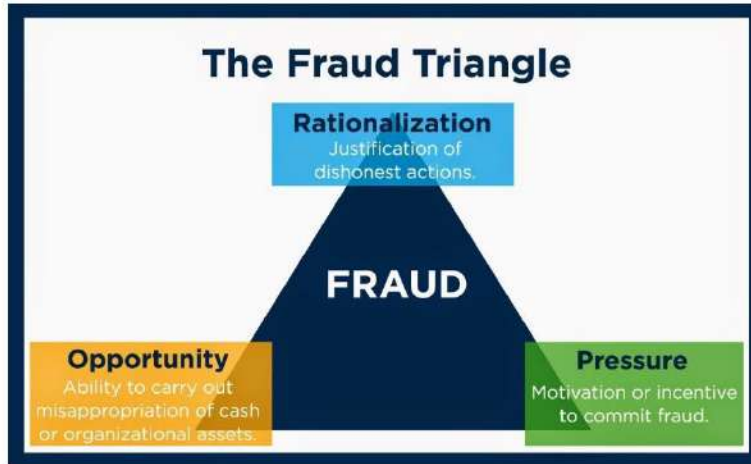 The Fraud Triangle
Rationalization
Justification of
dishonest actions.
FRAUD
Opportunity
Ability to carry out
misappropriation of cash
or organizational assets.
Pressure
Motivation or incentive
to commit fraud.